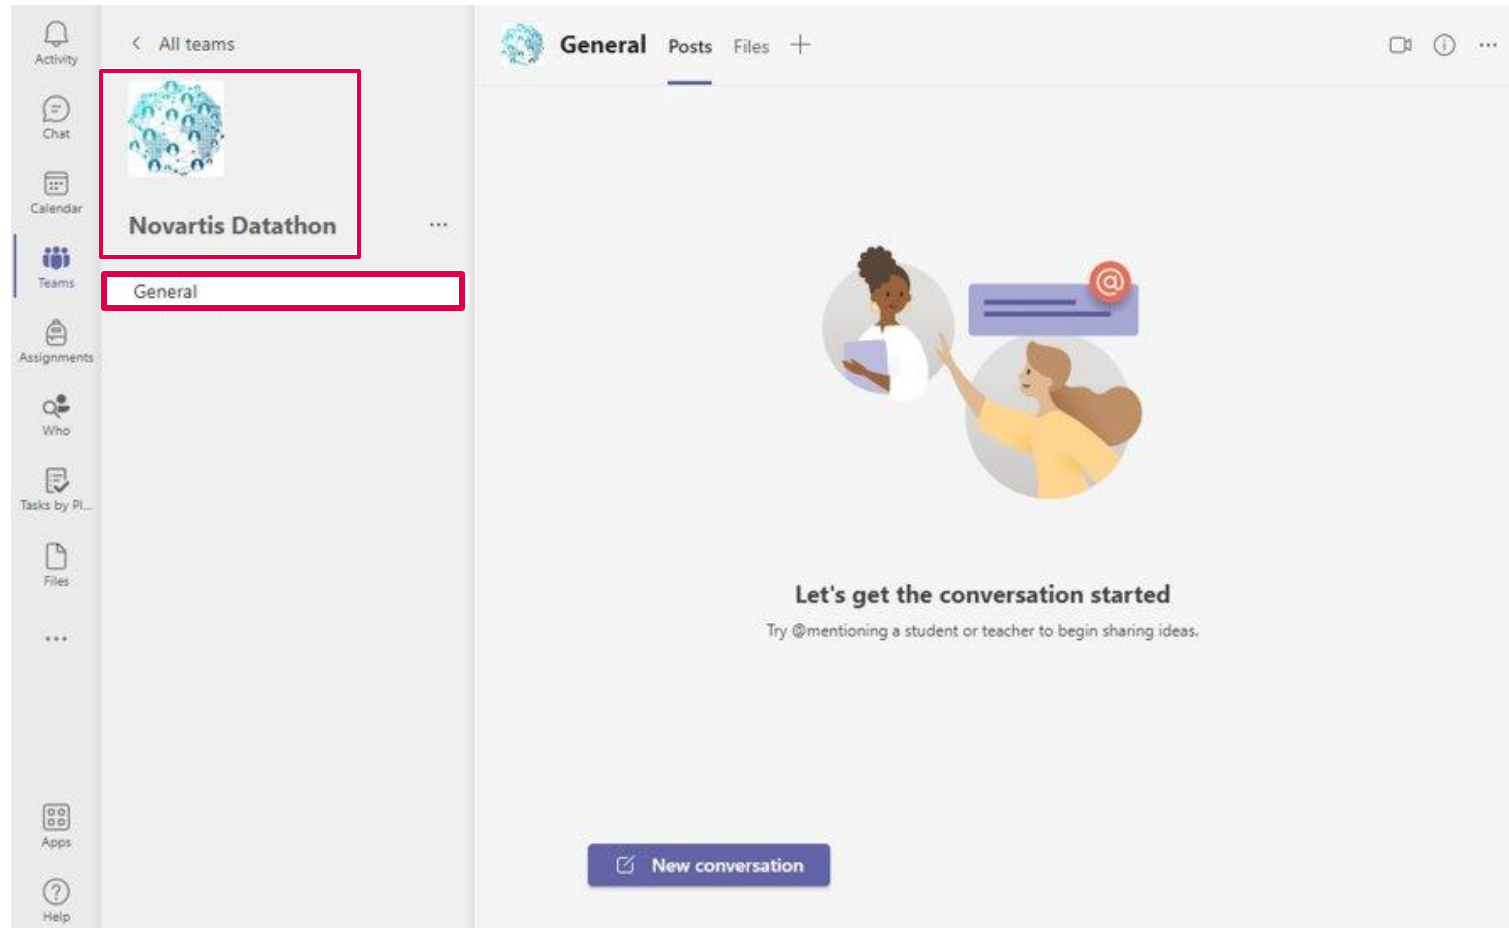 Activity
Chat
Calendar
Teams
Assignments
Who
Tasks by Pl...
Files
Apps
Help
All teams
Novartis Datathon
General
General Posts Files
@
Let's get the conversation started
Try @mentioning a student or teacher to begin sharing ideas.
New conversation